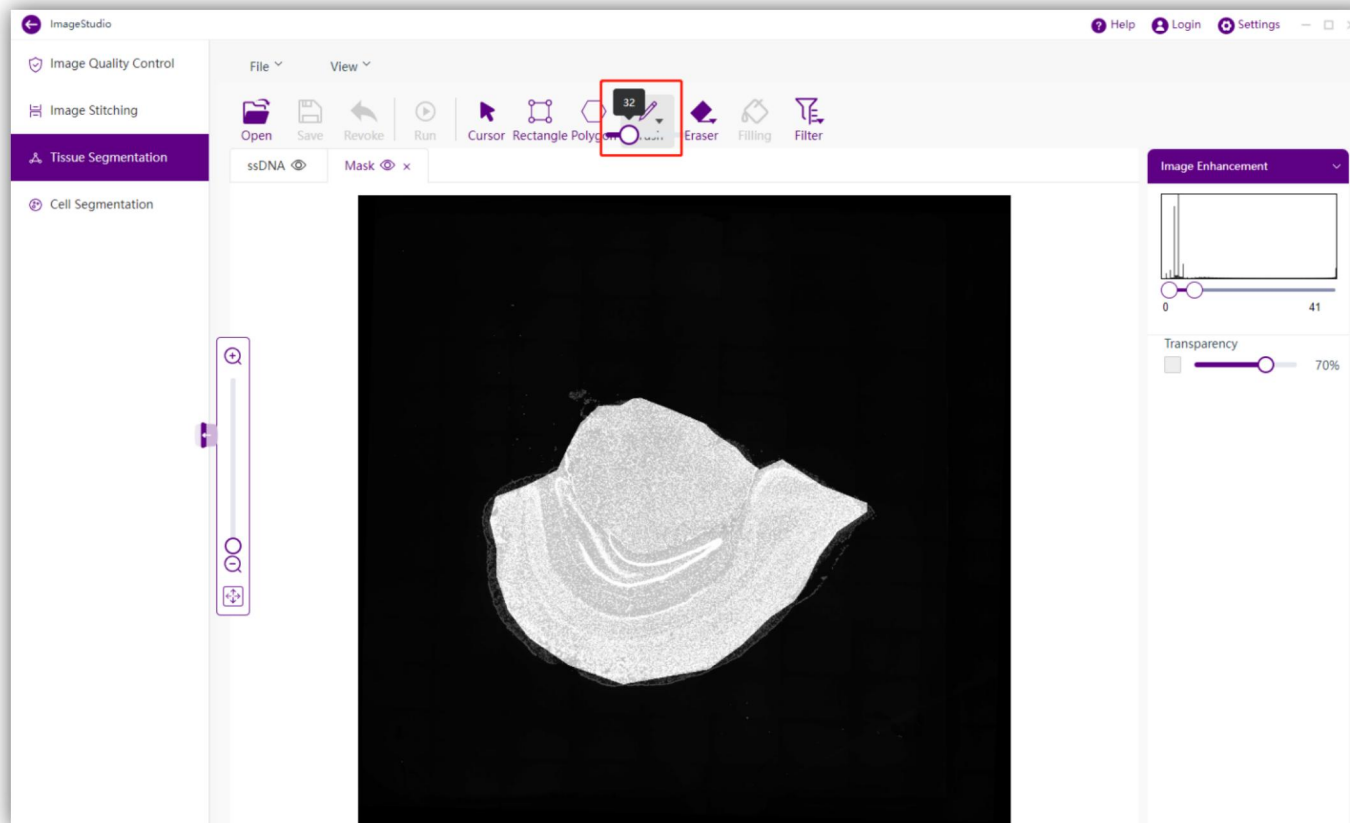 ImageStudio
Help Login Settings
Image Quality Control
Image Stitching
Tissue Segmentation
Cell Segmentation
File View
32
Open Save Revoke Run Cursor Rectangle Eraser Filling Filter
ssDNA Mask
Image Enhancement
0 41
Transparency
70%